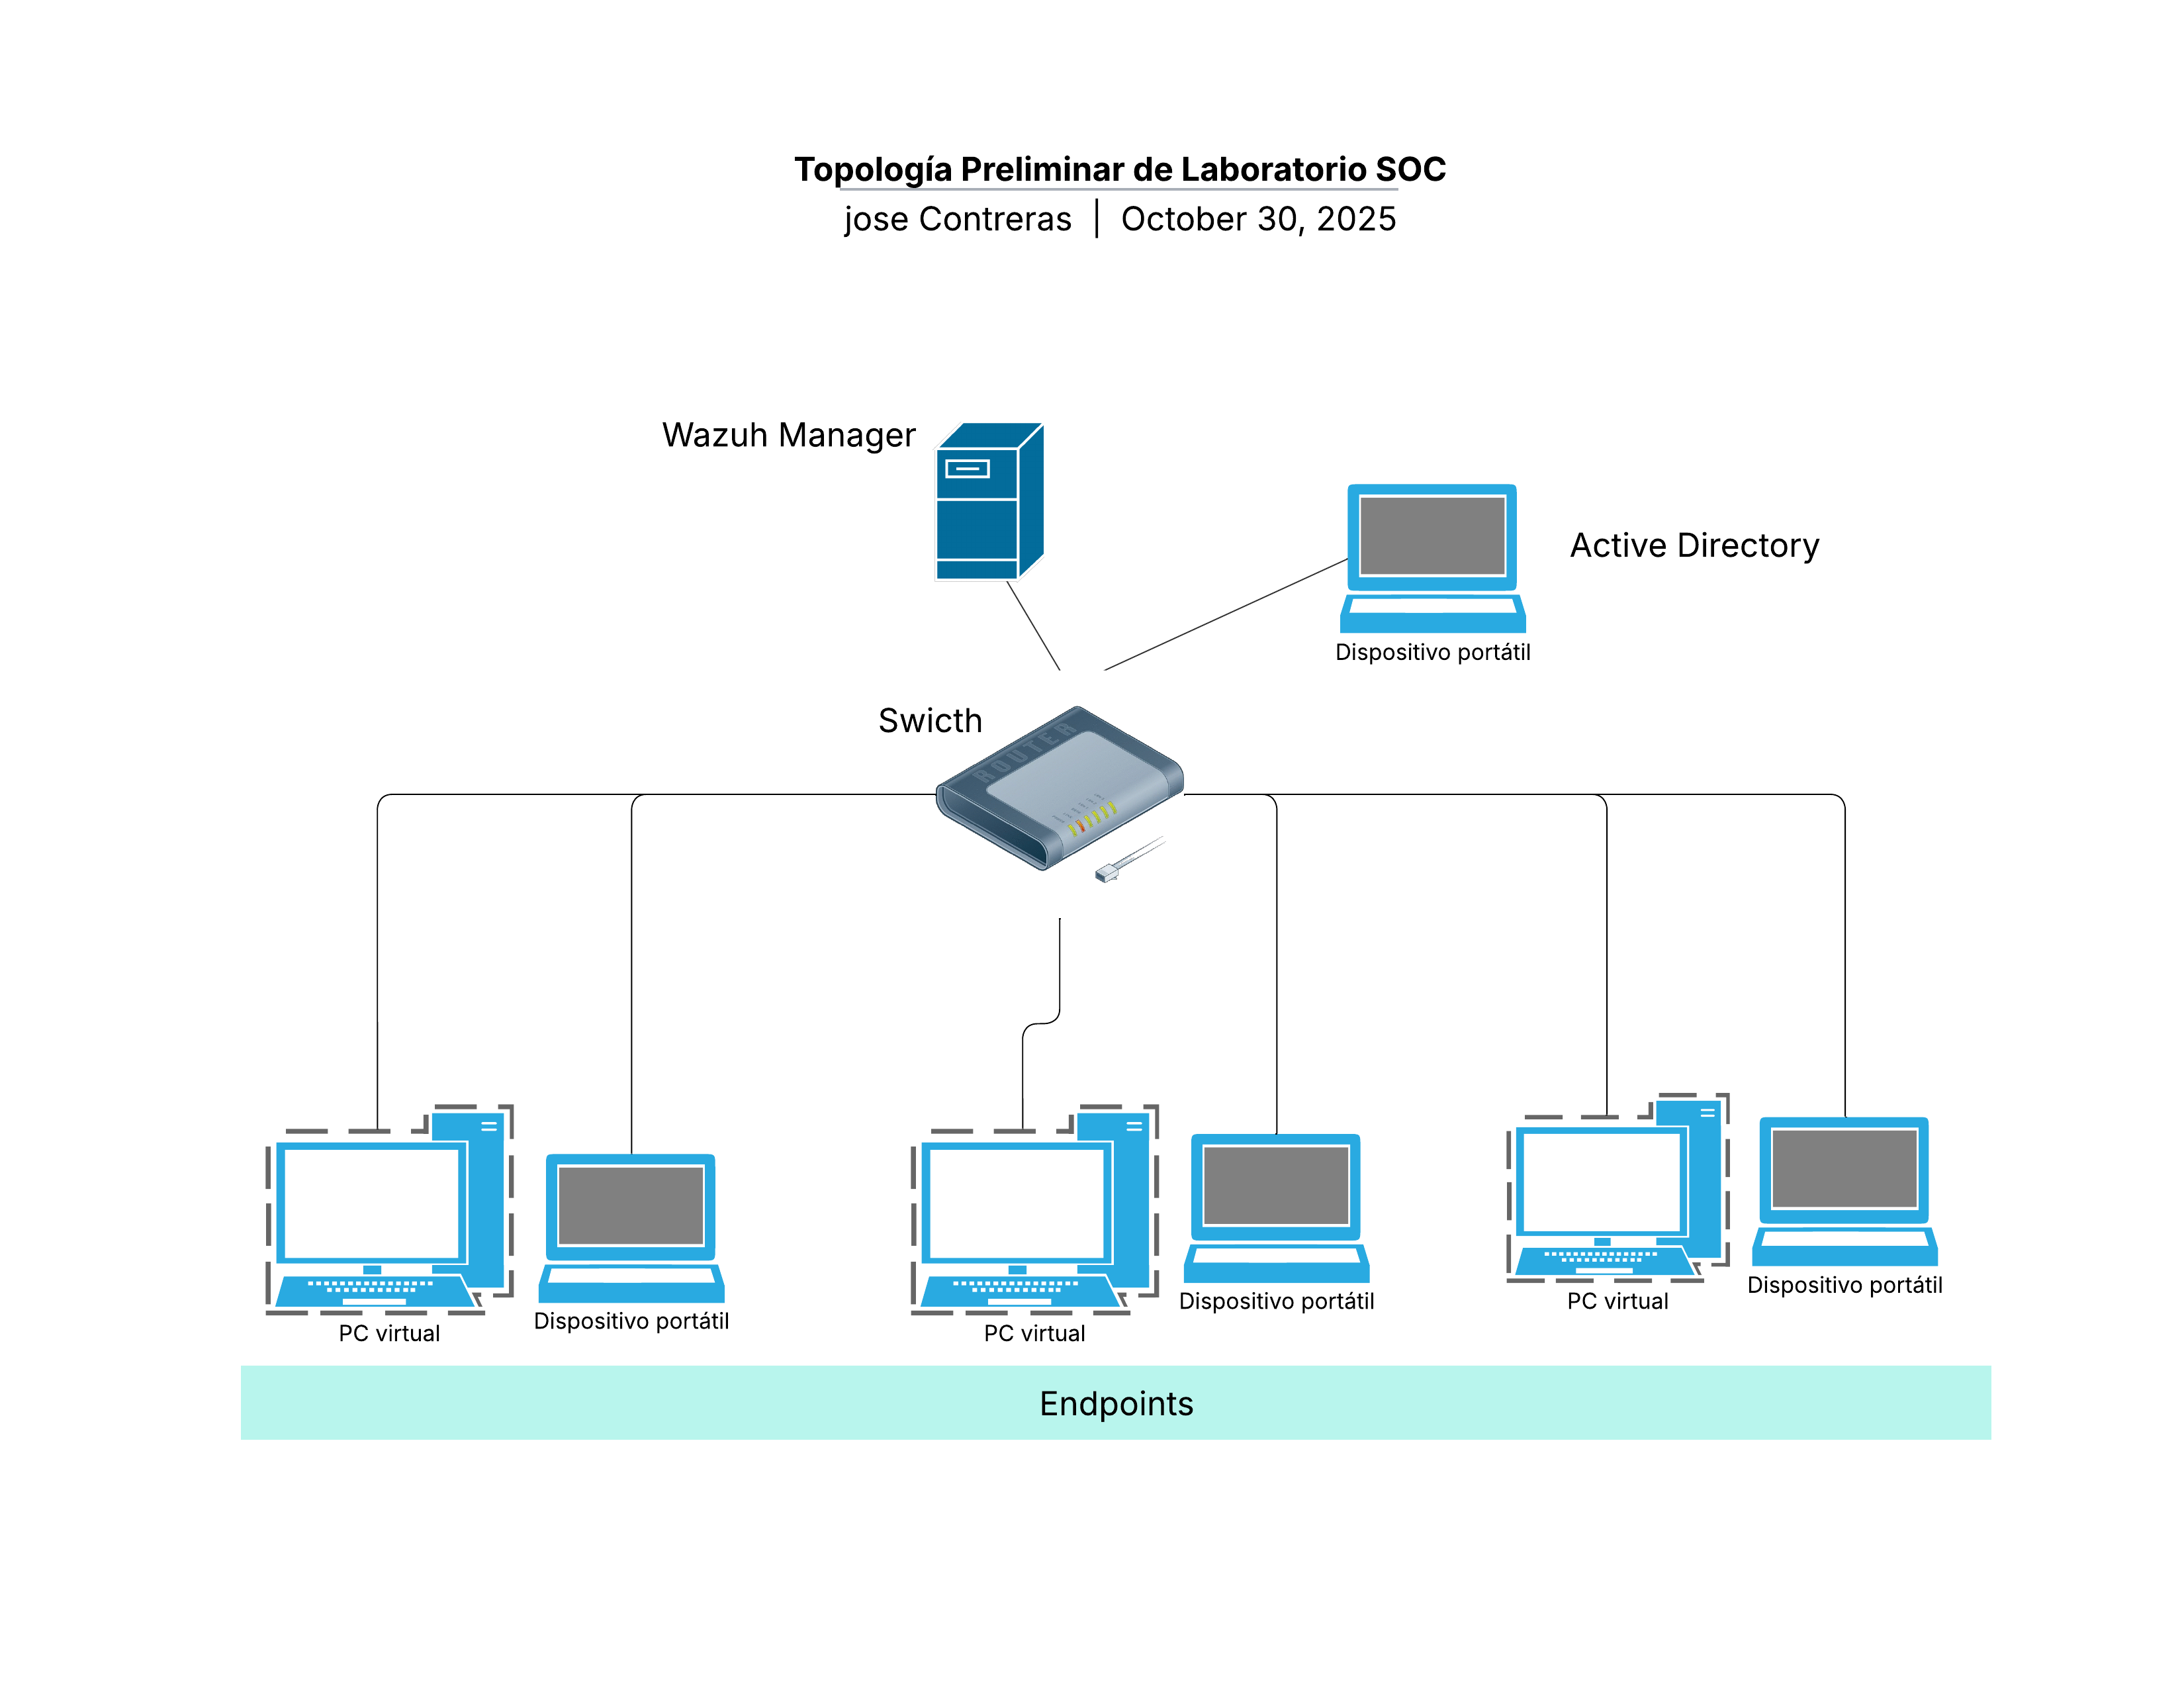 Topología Preliminar de Laboratorio SOC
jose Contreras | October 30, 2025
Wazuh Manager
Active Directory
Dispositivo portátil
Swicth
ROUTER
PC virtual
Dispositivo portátil
PC virtual
Dispositivo portátil
PC virtual
Dispositivo portátil
Endpoints